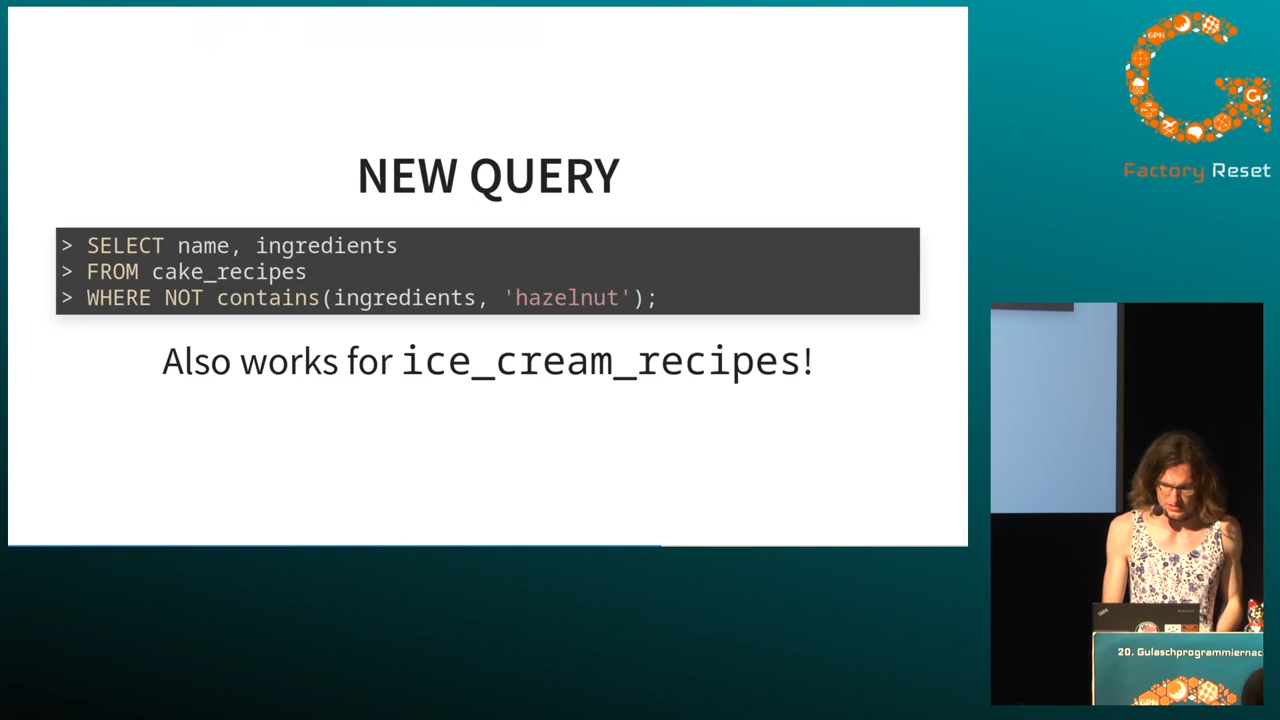 NEW QUERY
> SELECT name, ingredients
> FROM cake_recipes
> WHERE NOT contains(ingredients, 'hazelnut');
Also works for ice_cream_recipes!
GPN
Factory Reset
20. Gulaschprogrammiernac